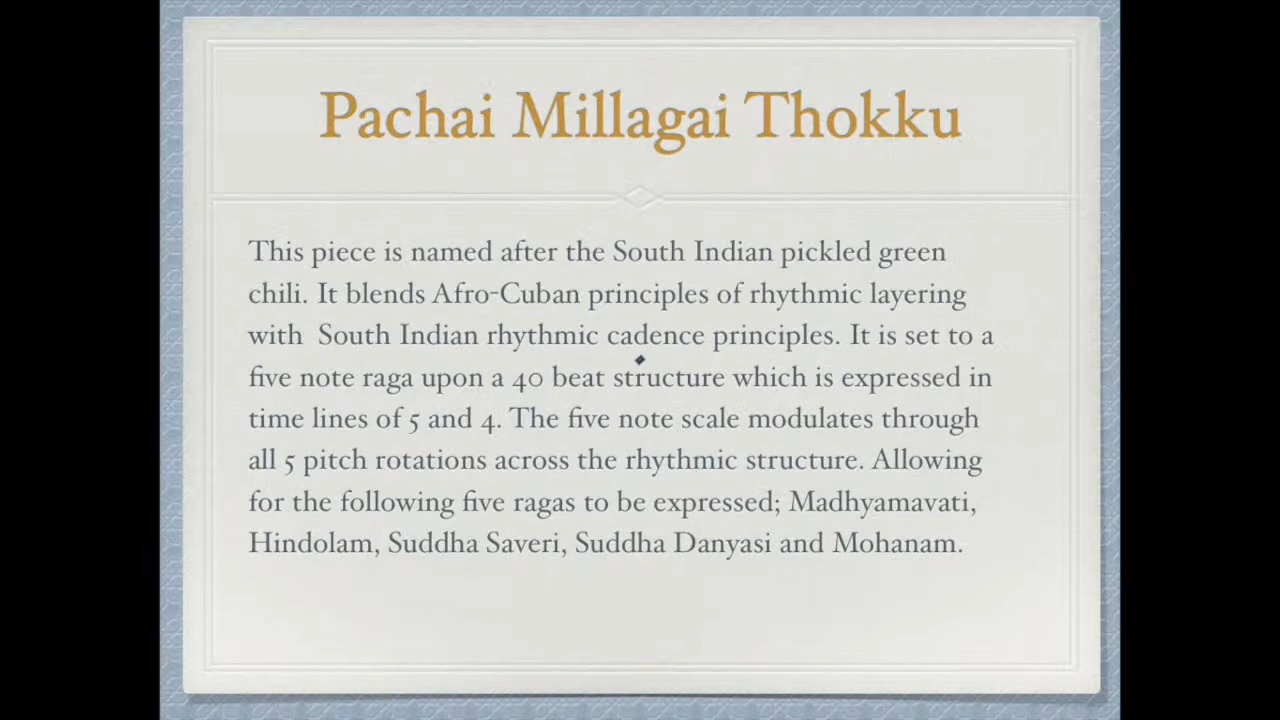 Pachai Millagai Thokku
This piece is named after the South Indian pickled green
chili. It blends Afro-Cuban principles of rhythmic layering
with  South Indian rhythmic cadence principles. It is set to a
five note raga upon a 40 beat structure which is expressed in
time lines of 5 and 4. The five note scale modulates through
all 5 pitch rotations across the rhythmic structure. Allowing
for the following five ragas to be expressed; Madhyamavati,
Hindolam, Suddha Saveri, Suddha Danyasi and Mohanam.